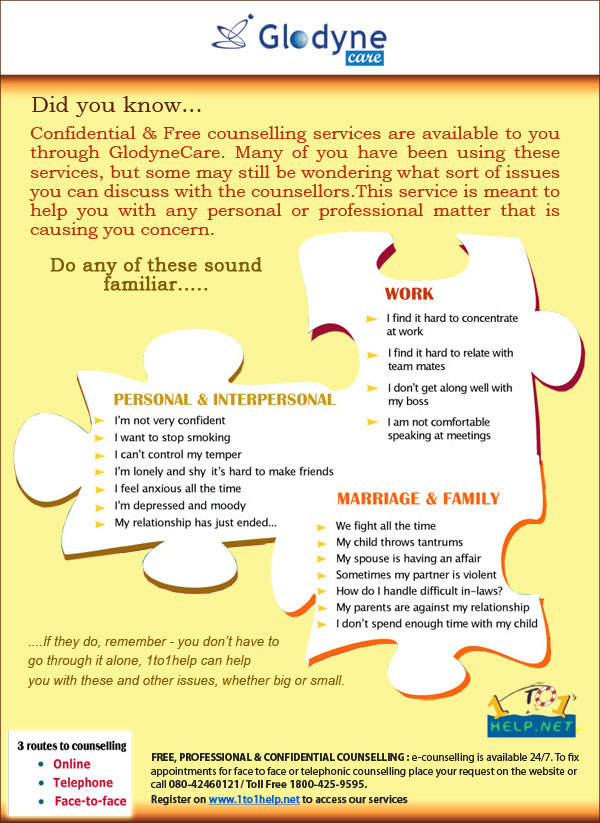 Glodyne
care
Did you know...
Confidential & Free counselling services are available to you
through GlodyneCare. Many of you have been using these
services, but some may still be wondering what sort of issues
you can discuss with the counsellors.This service is meant to
help you with any personal or professional matter that is
causing you concern.
Do any of these sound
familiar.....
WORK
I find it hard to concentrate
at work
I find it hard to relate with
team mates
I don't get along well with
my boss
I am not comfortable
speaking at meetings
PERSONAL & INTERPERSONAL
I'm not very confident
I want to stop smoking
I can't control my temper
I'm lonely and shy it's hard to make friends
I feel anxious all the time
I'm depressed and moody
My relationship has just ended...
MARRIAGE & FAMILY
We fight all the time
My child throws tantrums
My spouse is having an affair
Sometimes my partner is violent
How do I handle difficult in-laws?
My parents are against my relationship
I don't spend enough time with my child
....If they do, remember - you don't have to
go through it alone, 1to1help can help
you with these and other issues, whether big or small.
1 TO 1
HELP.NET
3 routes to counselling
• Online
• Telephone
• Face-to-face
FREE, PROFESSIONAL & CONFIDENTIAL COUNSELLING : e-counselling is available 24/7. To fix
appointments for face to face or telephonic counselling place your request on the website or
call 080-42460121/ Toll Free 1800-425-9595.
Register on www.1to1help.net to access our services